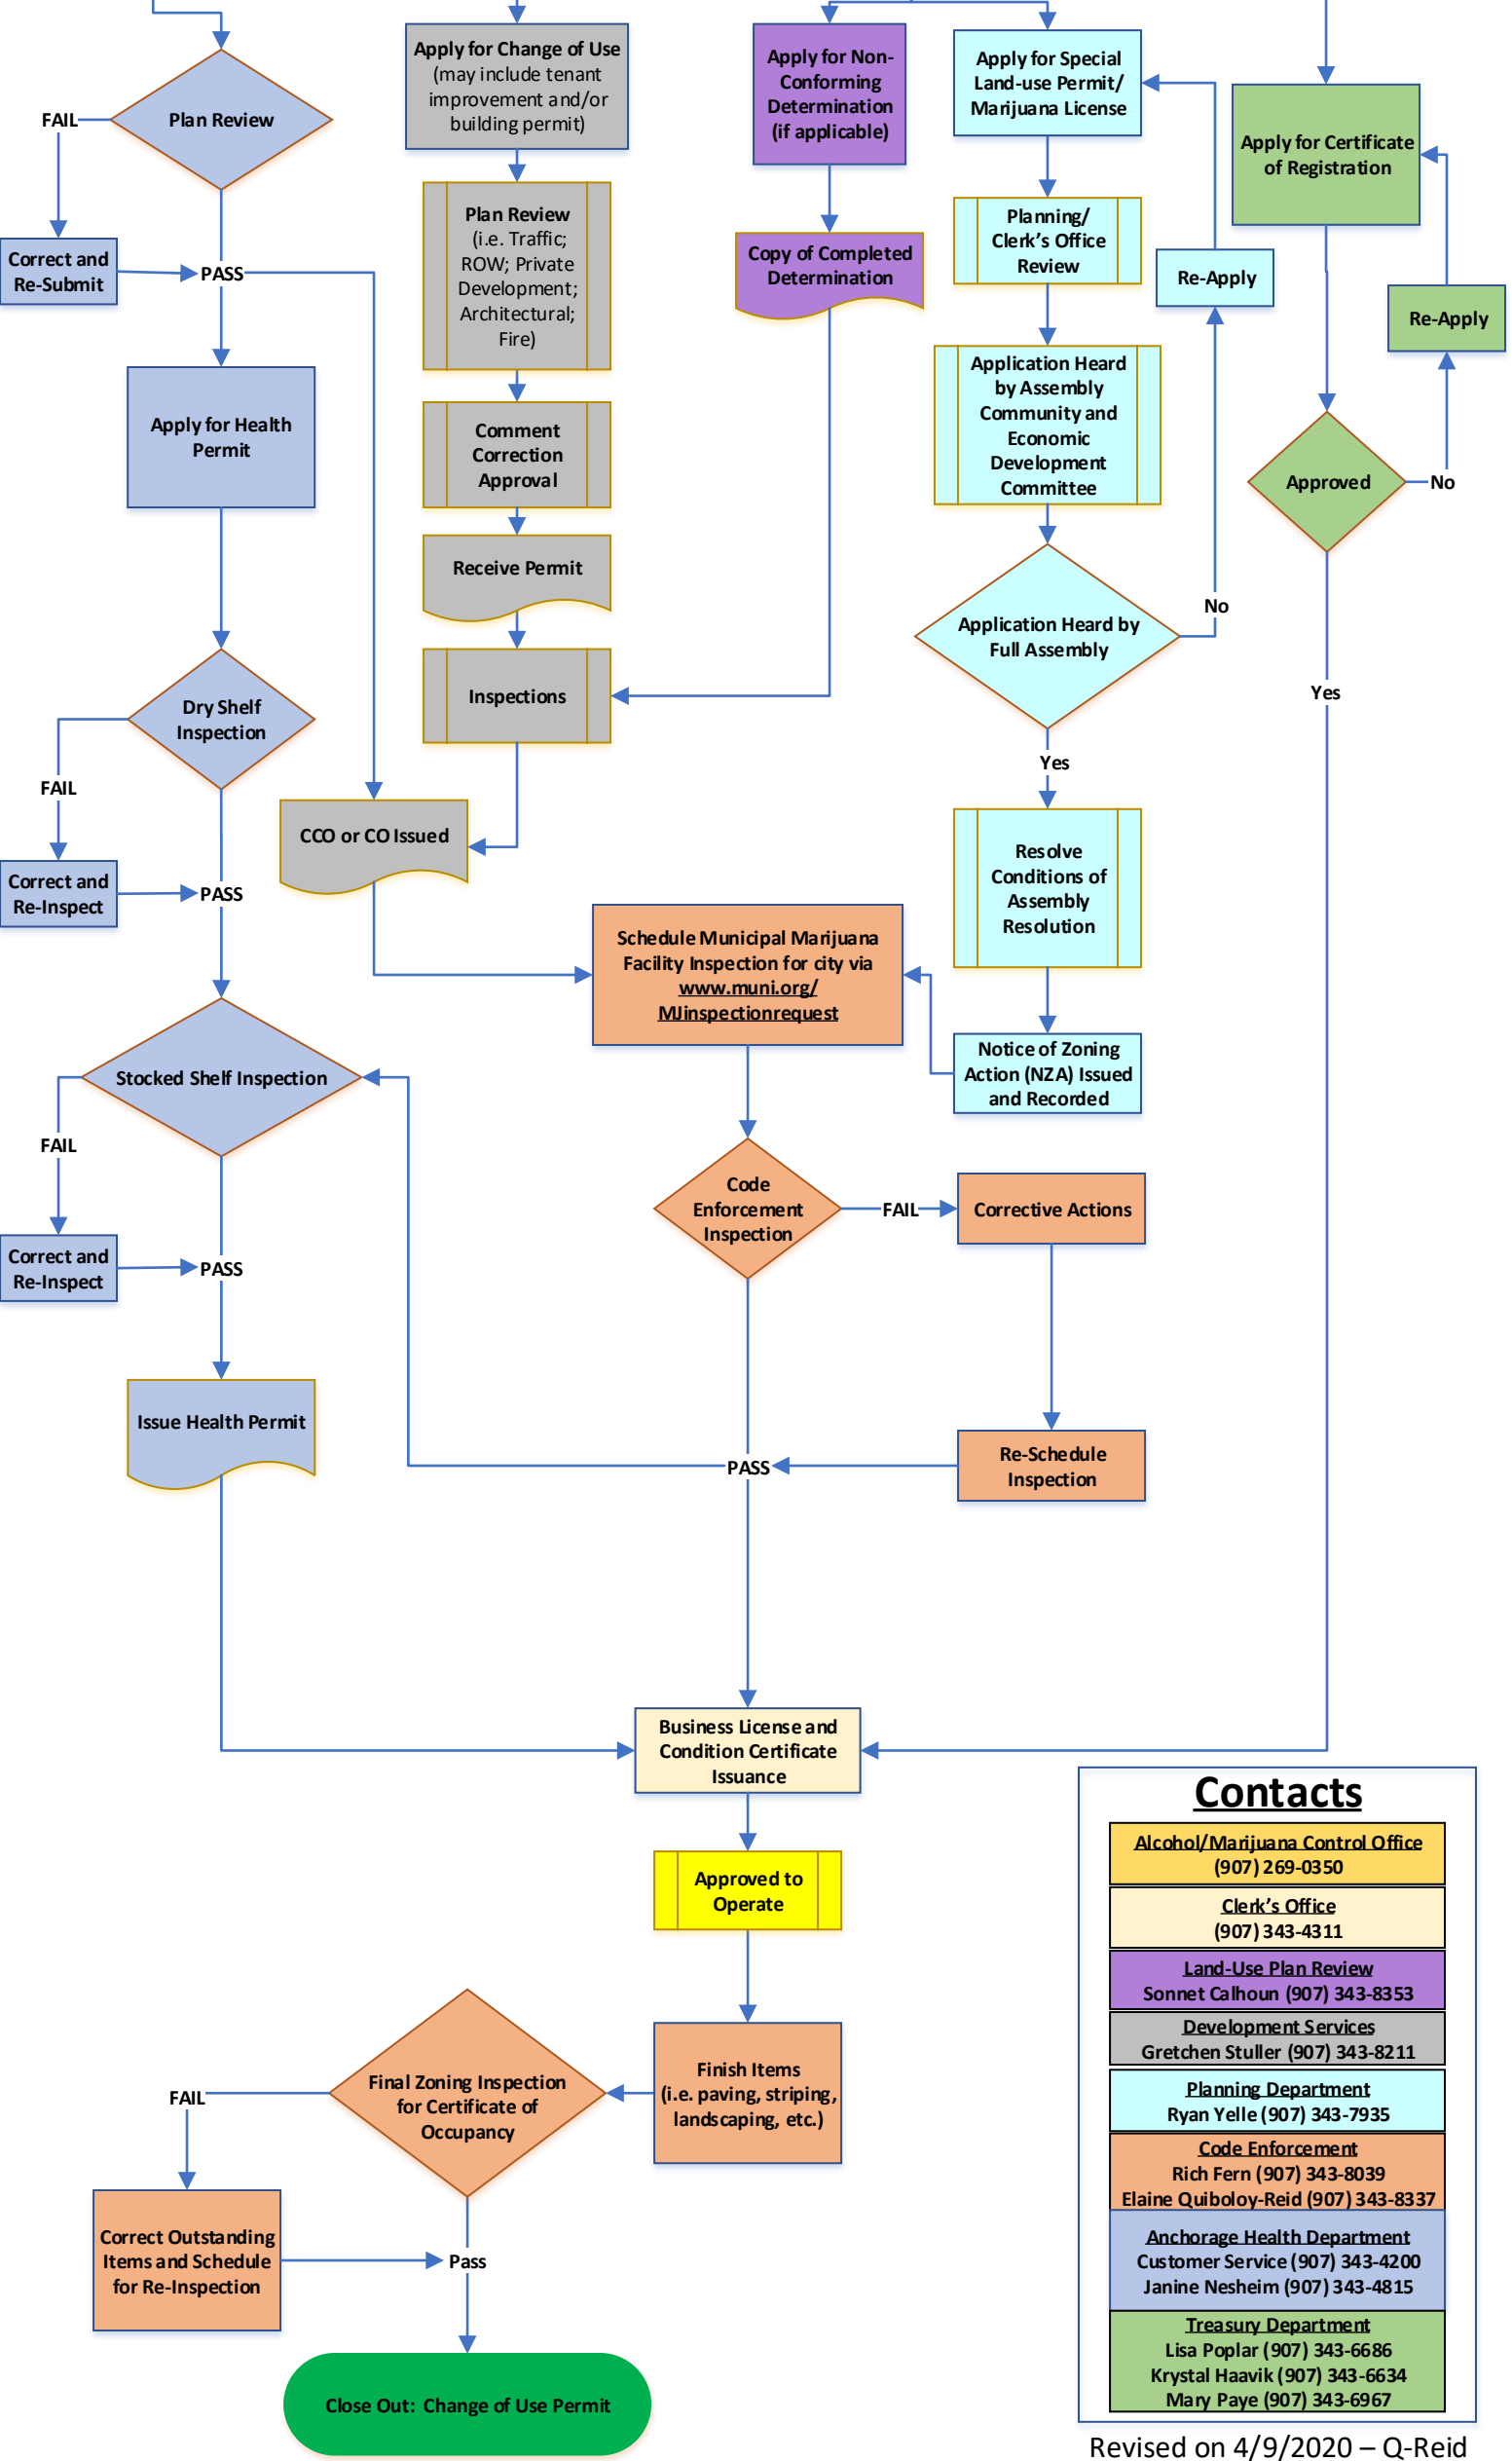 Plan Review
FAIL
Correct and
Re-Submit
PASS
Apply for Health
Permit
Dry Shelf
Inspection
FAIL
Correct and
Re-Inspect
PASS
Stocked Shelf Inspection
FAIL
Correct and
Re-Inspect
PASS
Issue Health Permit
Apply for Change of Use
(may include tenant
improvement and/or
building permit)
Plan Review
(i.e. Traffic;
ROW; Private
Development;
Architectural;
Fire)
Comment
Correction
Approval
Receive Permit
Inspections
CCO or CO Issued
Apply for Non-
Conforming
Determination
(if applicable)
Copy of Completed
Determination
Apply for Special
Land-use Permit/
Marijuana License
Planning/
Clerk's Office
Review
Re-Apply
Application Heard
by Assembly
Community and
Economic
Development
Committee
Application Heard by
Full Assembly
No
Yes
Resolve
Conditions of
Assembly
Resolution
Notice of Zoning
Action (NZA) Issued
and Recorded
Apply for Certificate
of Registration
Re-Apply
Approved
No
Yes
Schedule Municipal Marijuana
Facility Inspection for city via
www.muni.org/
MJinspectionrequest
Code
Enforcement
Inspection
FAIL
Corrective Actions
Re-Schedule
Inspection
PASS
Business License and
Condition Certificate
Issuance
Approved to
Operate
Finish Items
(i.e. paving, striping,
landscaping, etc.)
Final Zoning Inspection
for Certificate of
Occupancy
FAIL
Correct Outstanding
Items and Schedule
for Re-Inspection
Pass
Close Out: Change of Use Permit
Contacts
Alcohol/Marijuana Control Office
(907) 269-0350
Clerk's Office
(907) 343-4311
Land-Use Plan Review
Sonnet Calhoun (907) 343-8353
Development Services
Gretchen Stuller (907) 343-8211
Planning Department
Ryan Yelle (907) 343-7935
Code Enforcement
Rich Fern (907) 343-8039
Elaine Quiboloy-Reid (907) 343-8337
Anchorage Health Department
Customer Service (907) 343-4200
Janine Nesheim (907) 343-4815
Treasury Department
Lisa Poplar (907) 343-6686
Krystal Haavik (907) 343-6634
Mary Paye (907) 343-6967
Revised on 4/9/2020 – Q-Reid